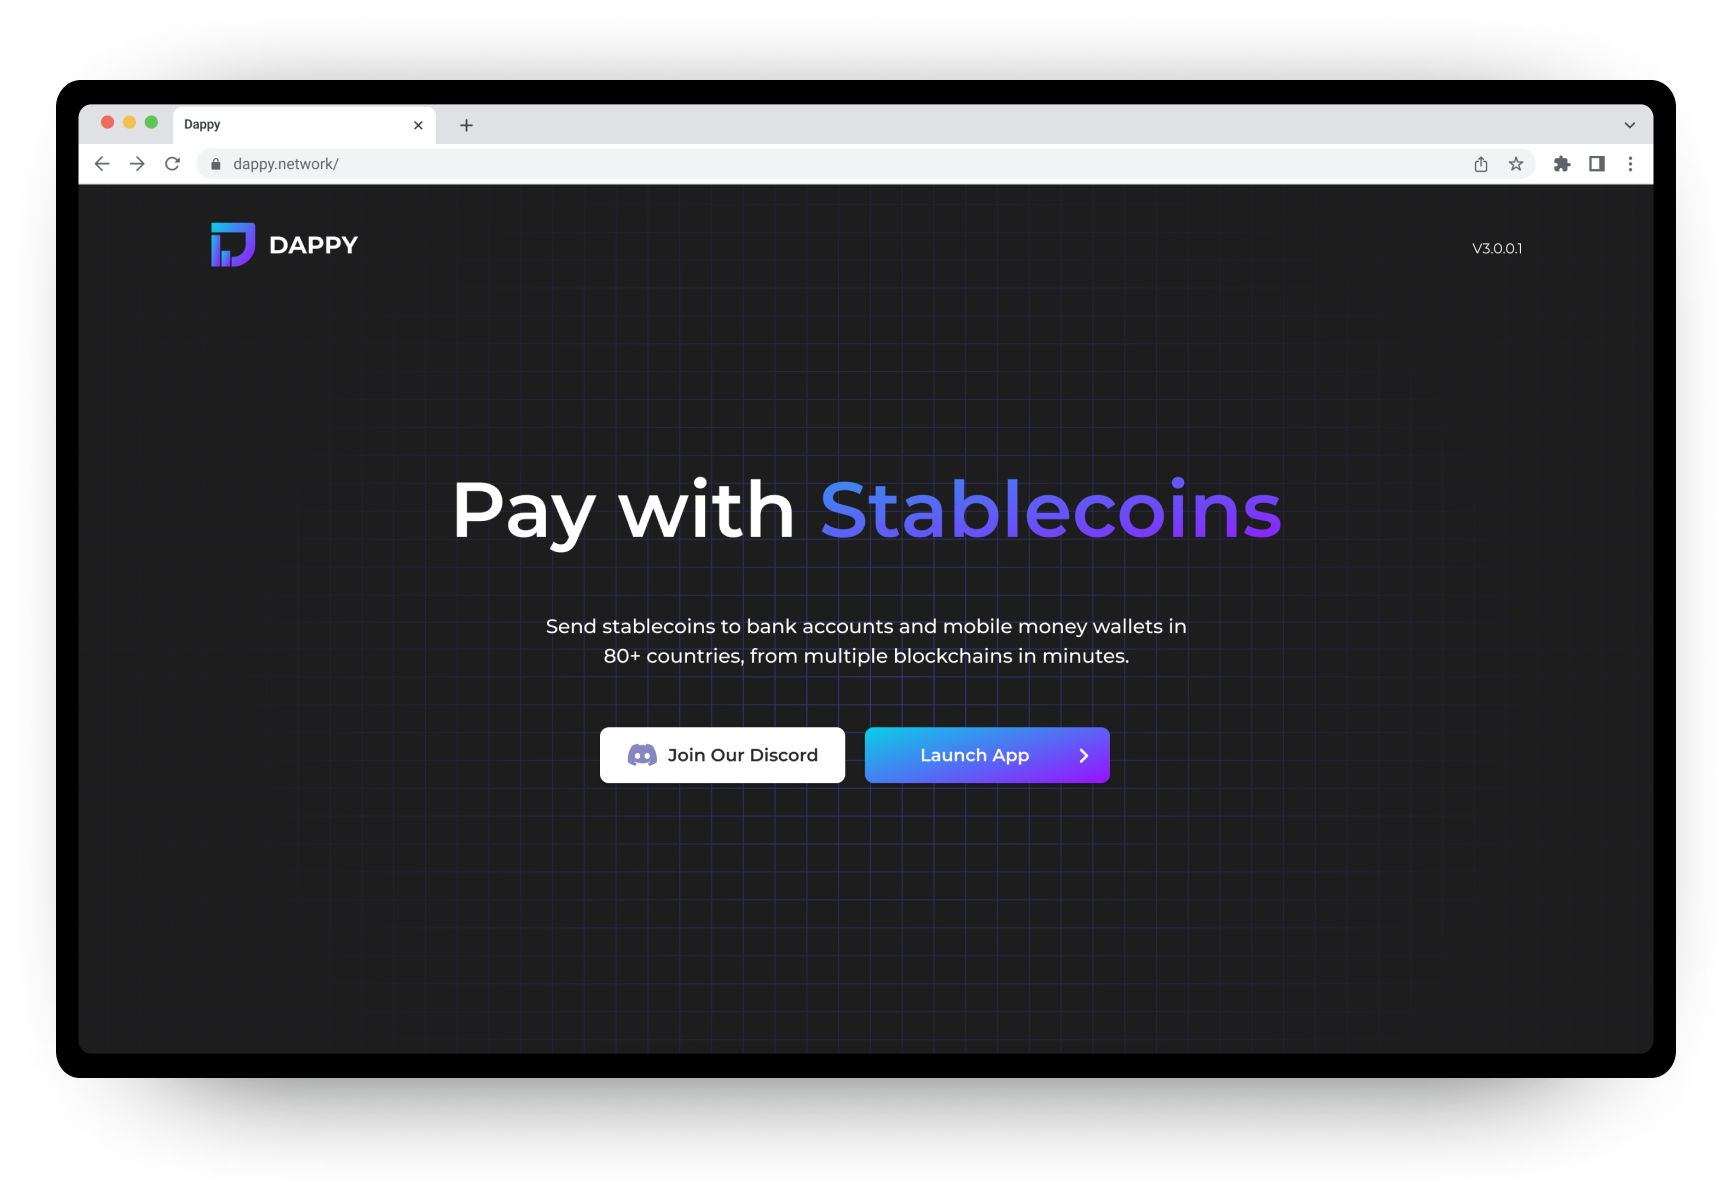 Dappy
dappy.network/
DAPPY
V3.0.0.1
Pay with Stablecoins
Send stablecoins to bank accounts and mobile money wallets in
80+ countries, from multiple blockchains in minutes.
Join Our Discord
Launch App